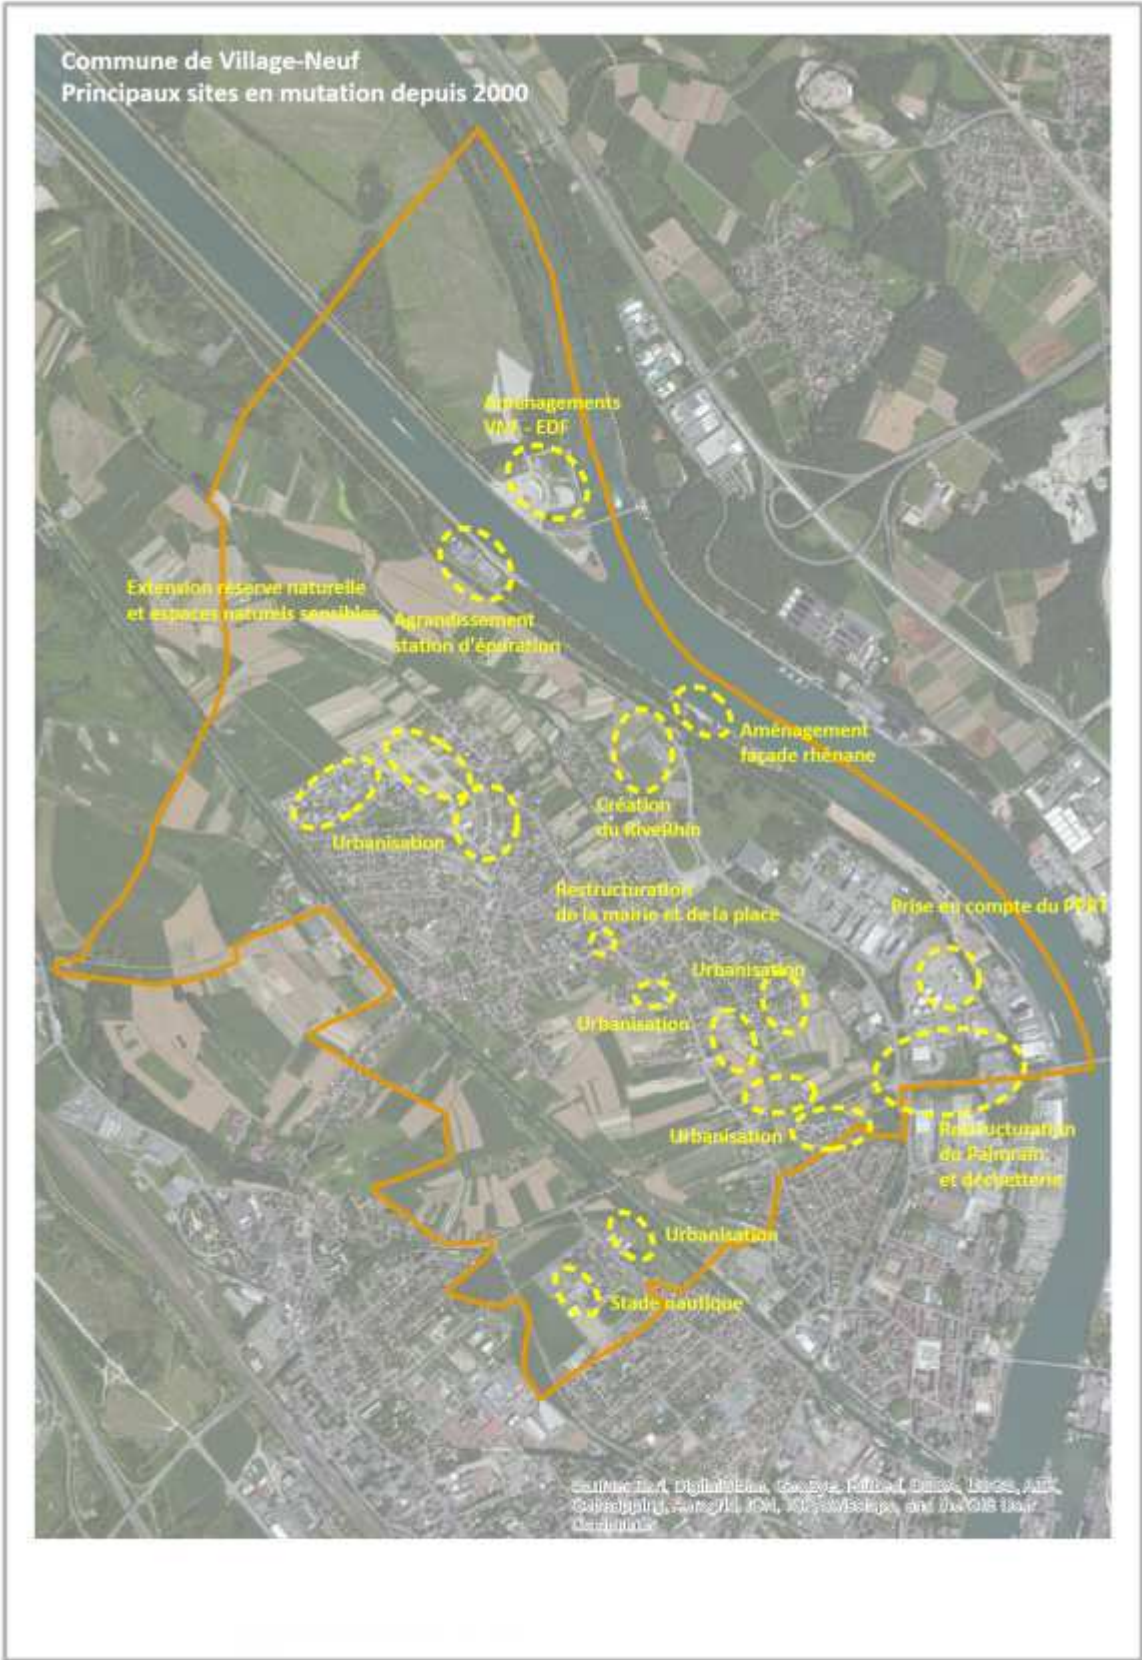 Commune de Village-Neuf
Principaux sites en mutation depuis 2000
Aménagements
VNF - EDF
Extension réserve naturelle
et espaces naturels sensibles
Agrandissement
station d'épuration
Aménagement
façade rhénane
Création
du RiveRhin
Urbanisation
Restructuration
de la mairie et de la place
Prise en compte du PPRT
Urbanisation
Urbanisation
Urbanisation
Restructuration
du Palmrain
et déchetterie
Urbanisation
Stade nautique